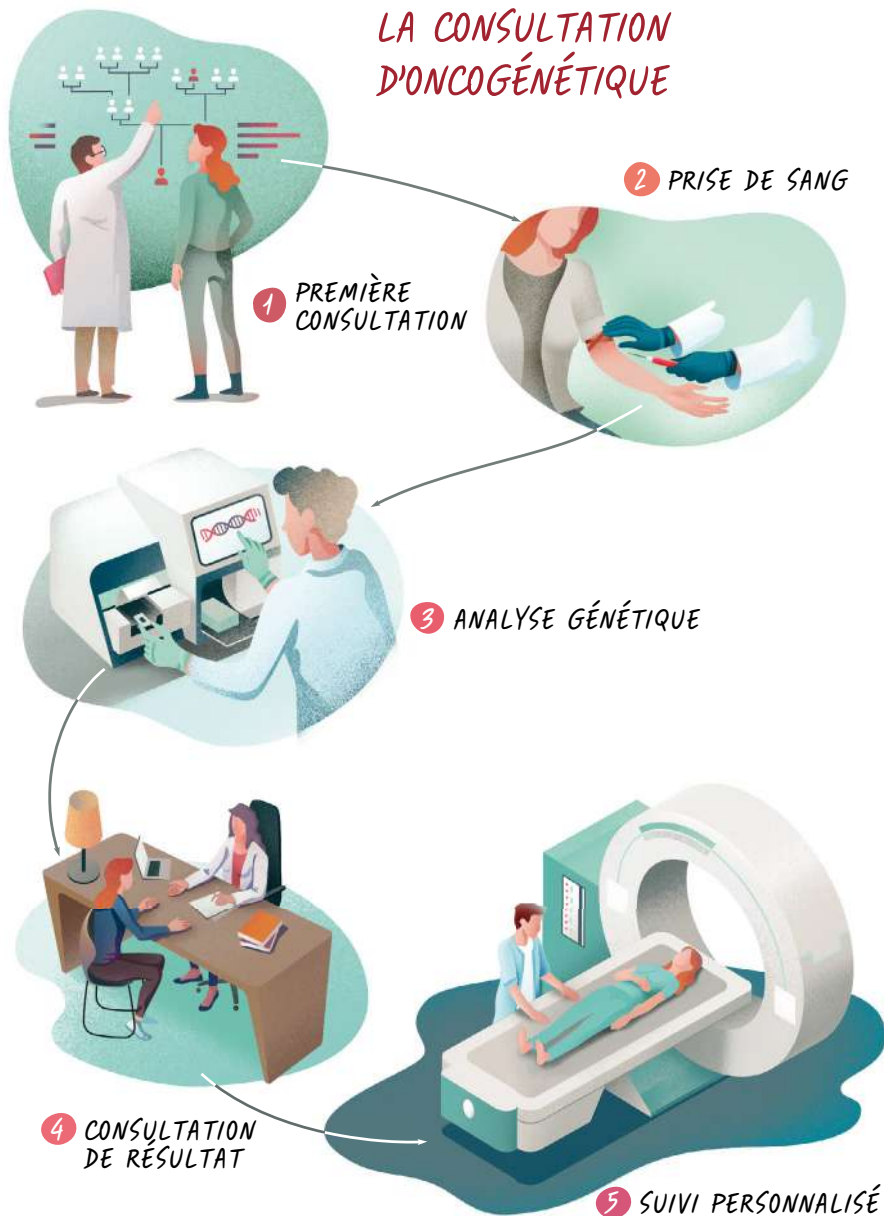 LA CONSULTATION
D'ONCOGÉNÉTIQUE
1 PREMIÈRE
CONSULTATION
2 PRISE DE SANG
3 ANALYSE GÉNÉTIQUE
4 CONSULTATION
DE RÉSULTAT
5 SUIVI PERSONNALISÉ